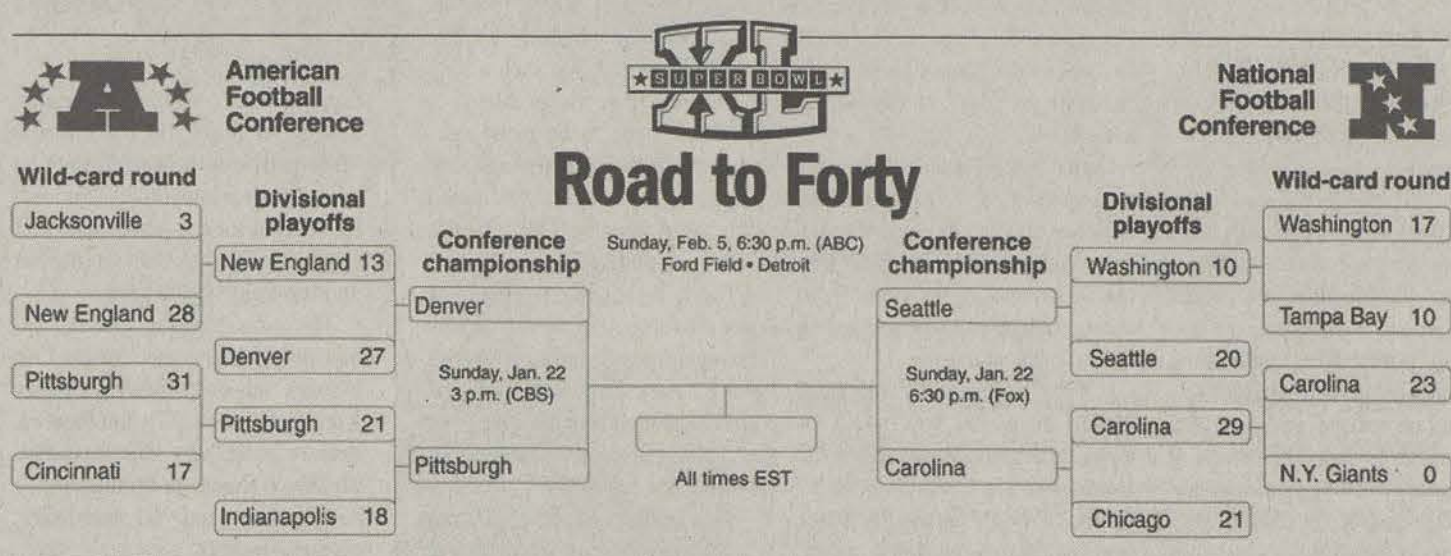 A
American
Football
Conference
XL
★SUPER BOWL★
Road to Forty
Sunday, Feb. 5, 6:30 p.m. (ABC)
Ford Field • Detroit
National
Football
Conference
N
Wild-card round
Jacksonville 3
New England 28
Pittsburgh 31
Cincinnati 17
Divisional
playoffs
New England 13
Denver 27
Pittsburgh 21
Indianapolis 18
Conference
championship
Denver
Sunday, Jan. 22
3 p.m. (CBS)
Pittsburgh
All times EST
Conference
championship
Seattle
Sunday, Jan. 22
6:30 p.m. (Fox)
Carolina
Divisional
playoffs
Washington 10
Seattle 20
Carolina 29
Chicago 21
Wild-card round
Washington 17
Tampa Bay 10
Carolina 23
N.Y. Giants 0